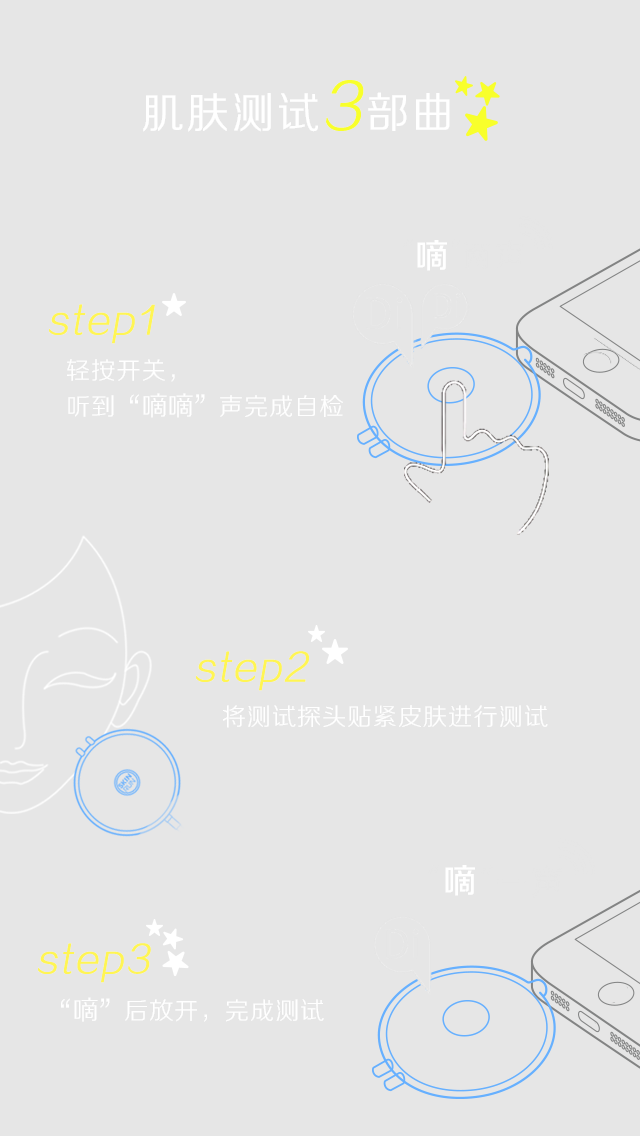 肌肤测试3部曲
嘀
step1
轻按开关，
听到“嘀嘀”声完成自检
step2
将测试探头贴紧皮肤进行测试
SKIN
RUN
嘀
step3
“嘀”后放开，完成测试